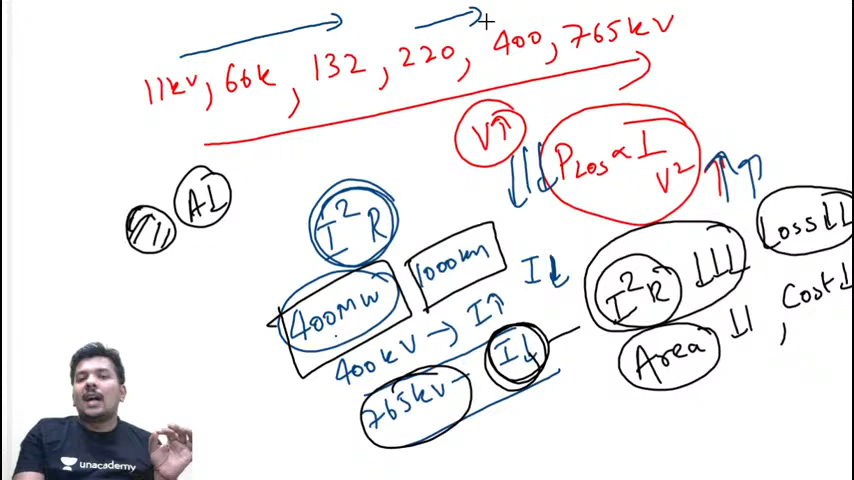 11kv, 66k, 132, 220, 400, 765kv
V↑
PLoss ∝ 1/V²
A↓
I²R
400MW
1000km
I↓
I²R ↓↓↓
Loss↓↓
400kV → I↑
Area ↓↓, Cost↓
765kv - I↓
unacademy